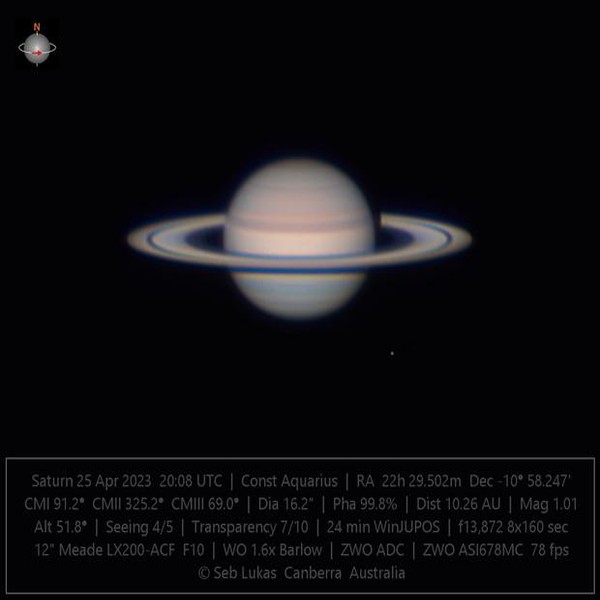 N
Saturn 25 Apr 2023 20:08 UTC | Const Aquarius | RA 22h 29.502m Dec -10° 58.247'
CMI 91.2° CMII 325.2° CMIII 69.0° | Dia 16.2" | Pha 99.8% | Dist 10.26 AU | Mag 1.01
Alt 51.8° | Seeing 4/5 | Transparency 7/10 | 24 min WinJUPOS | f13,872 8x160 sec
12" Meade LX200-ACF F10 | WO 1.6x Barlow | ZWO ADC | ZWO ASI678MC 78 fps
© Seb Lukas Canberra Australia